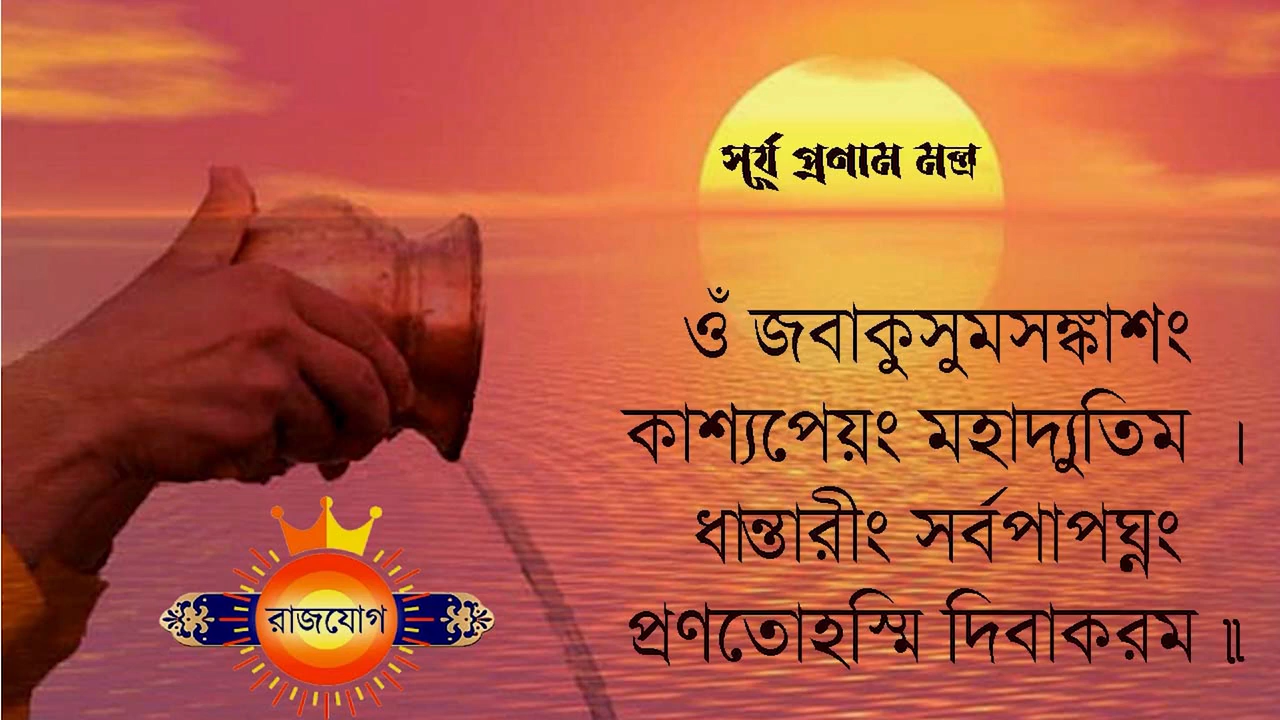 সূর্য প্রণাম মন্ত্র
ওঁ জবাকুসুমসঙ্কাশং
কাশ্যপেয়ং মহাদ্যুতিম ।
ধান্তারীং সর্বপাপঘ্নং
প্রণতোহস্মি দিবাকরম ॥
রাজযোগ